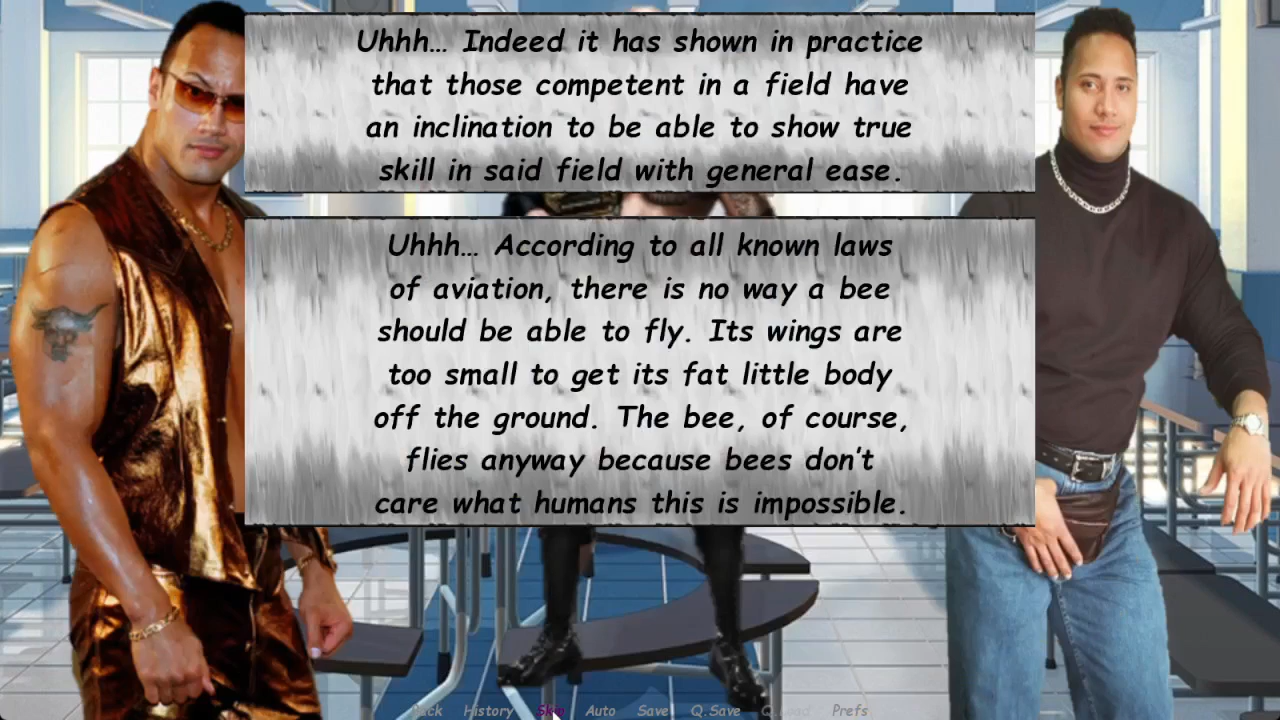 Uhhh... Indeed it has shown in practice
that those competent in a field have
an inclination to be able to show true
skill in said field with general ease.
Uhhh... According to all known laws
of aviation, there is no way a bee
should be able to fly. Its wings are
too small to get its fat little body
off the ground. The bee, of course,
flies anyway because bees don't
care what humans this is impossible.
Back History Skip Auto Save Q.Save Q.Load Prefs